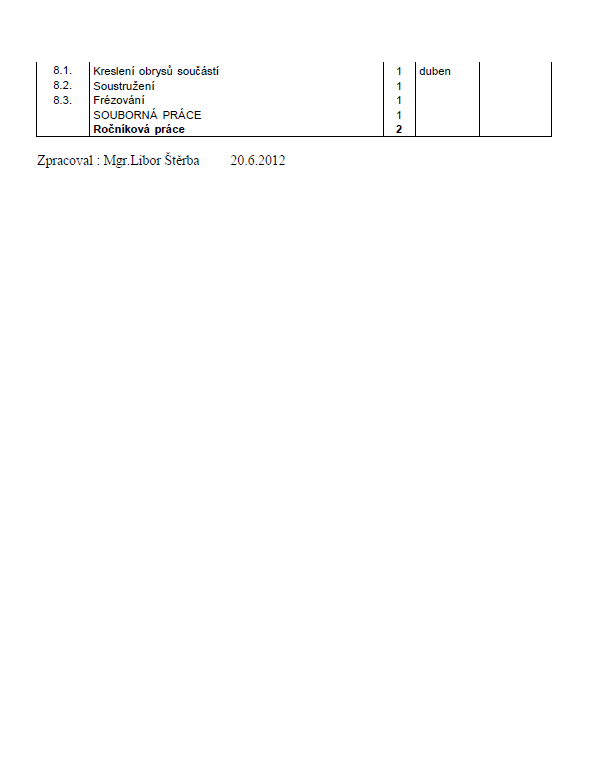 8.1. Kreslení obrysů součástí 1 duben
8.2. Soustružení 1
8.3. Frézování 1
SOUBORNÁ PRÁCE 1
Ročníková práce 2
Zpracoval : Mgr.Libor Štěrba 20.6.2012